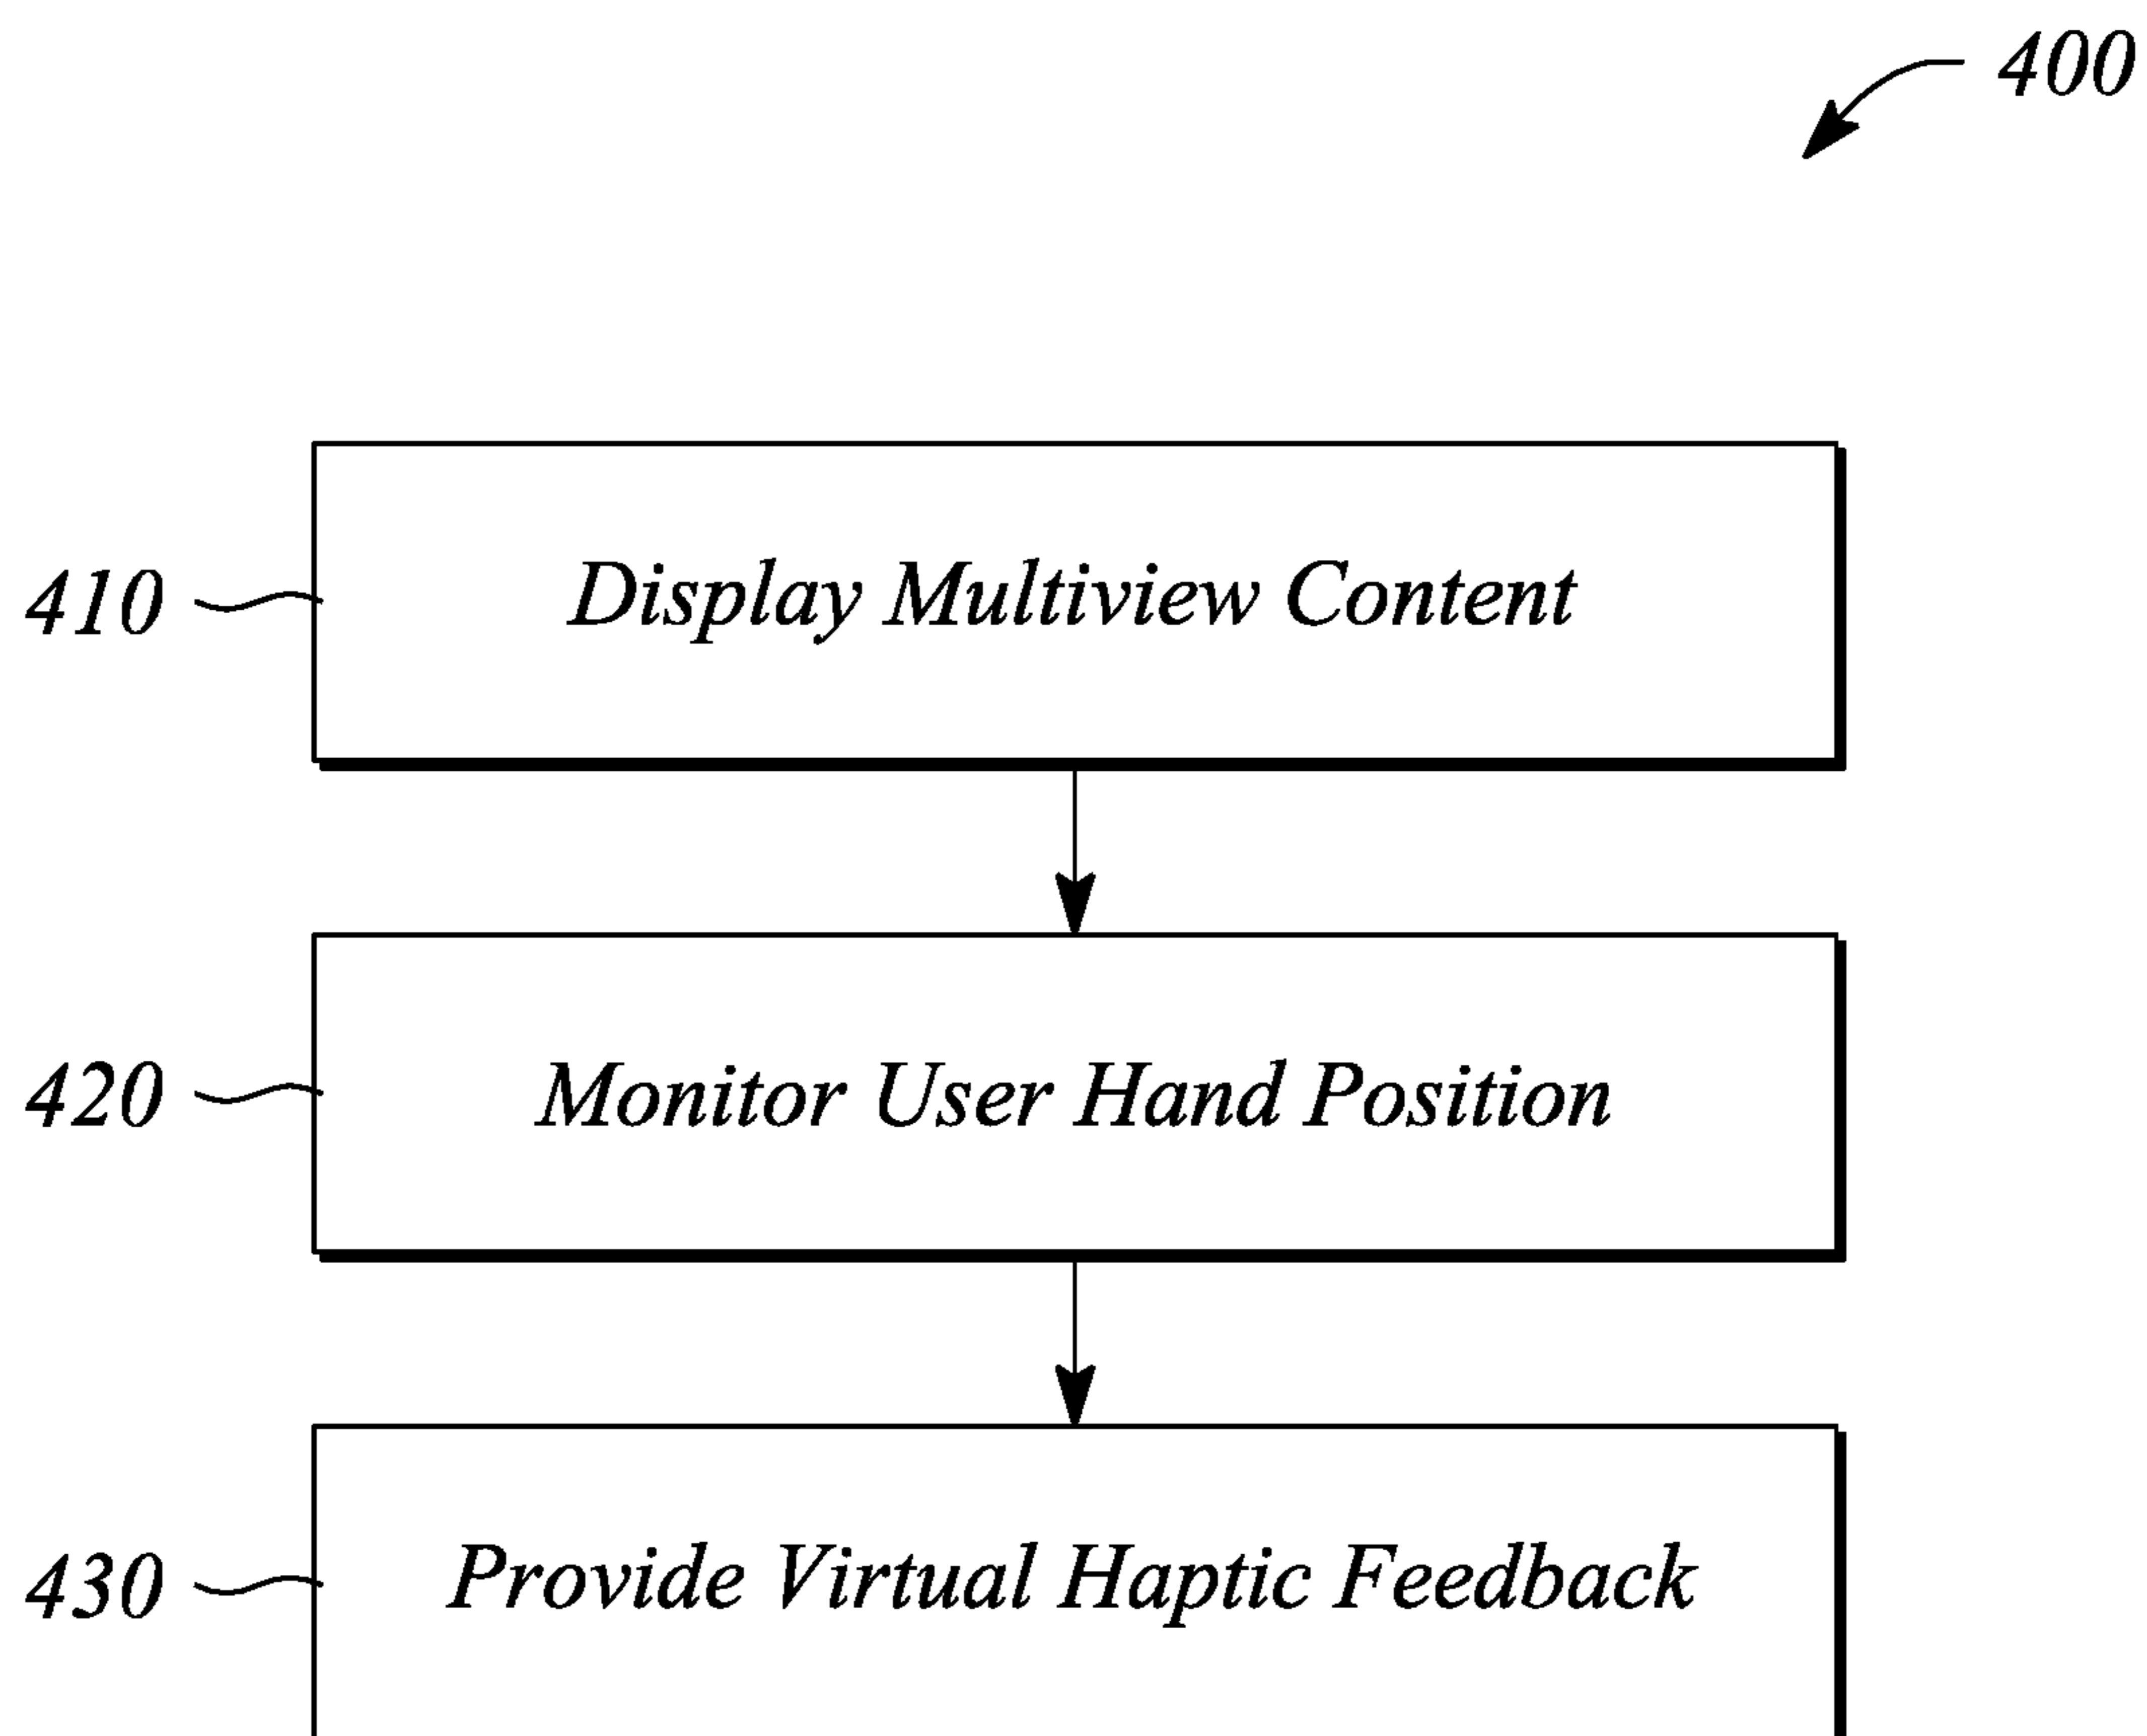 400
410 Display Multiview Content
420 Monitor User Hand Position
430 Provide Virtual Haptic Feedback